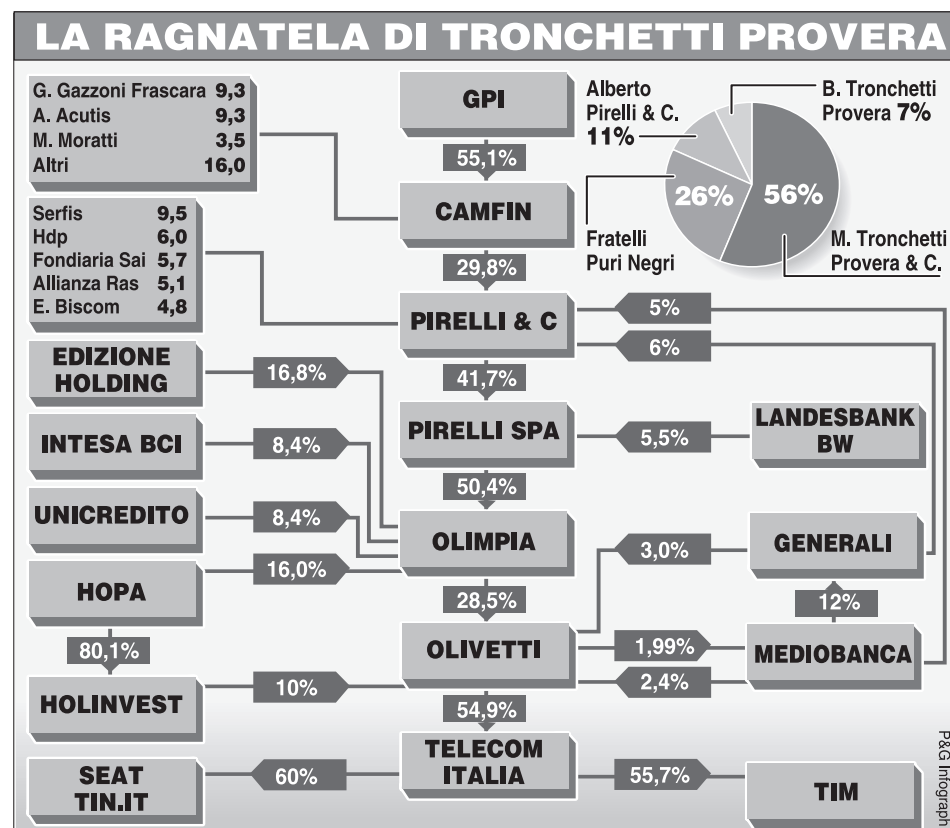 LA RAGNATELA DI TRONCHETTI PROVERA
G. Gazzoni Frascara 9,3
A. Acutis 9,3
M. Moratti 3,5
Altri 16,0
GPI
55,1%
CAMFIN
29,8%
Alberto
Pirelli & C.
11%
B. Tronchetti
Provera 7%
26%
56%
Fratelli
Puri Negri
M. Tronchetti
Provera & C.
Serfis 9,5
Hdp 6,0
Fondiaria Sai 5,7
Allianza Ras 5,1
E. Biscom 4,8
PIRELLI & C
5%
6%
41,7%
EDIZIONE
HOLDING
16,8%
PIRELLI SPA
5,5%
LANDESBANK
BW
INTESA BCI
8,4%
50,4%
UNICREDITO
8,4%
OLIMPIA
3,0%
GENERALI
HOPA
16,0%
28,5%
12%
80,1%
OLIVETTI
1,99%
2,4%
MEDIOBANCA
HOLINVEST
10%
54,9%
SEAT
TIN.IT
60%
TELECOM
ITALIA
55,7%
TIM
P&G Infograph